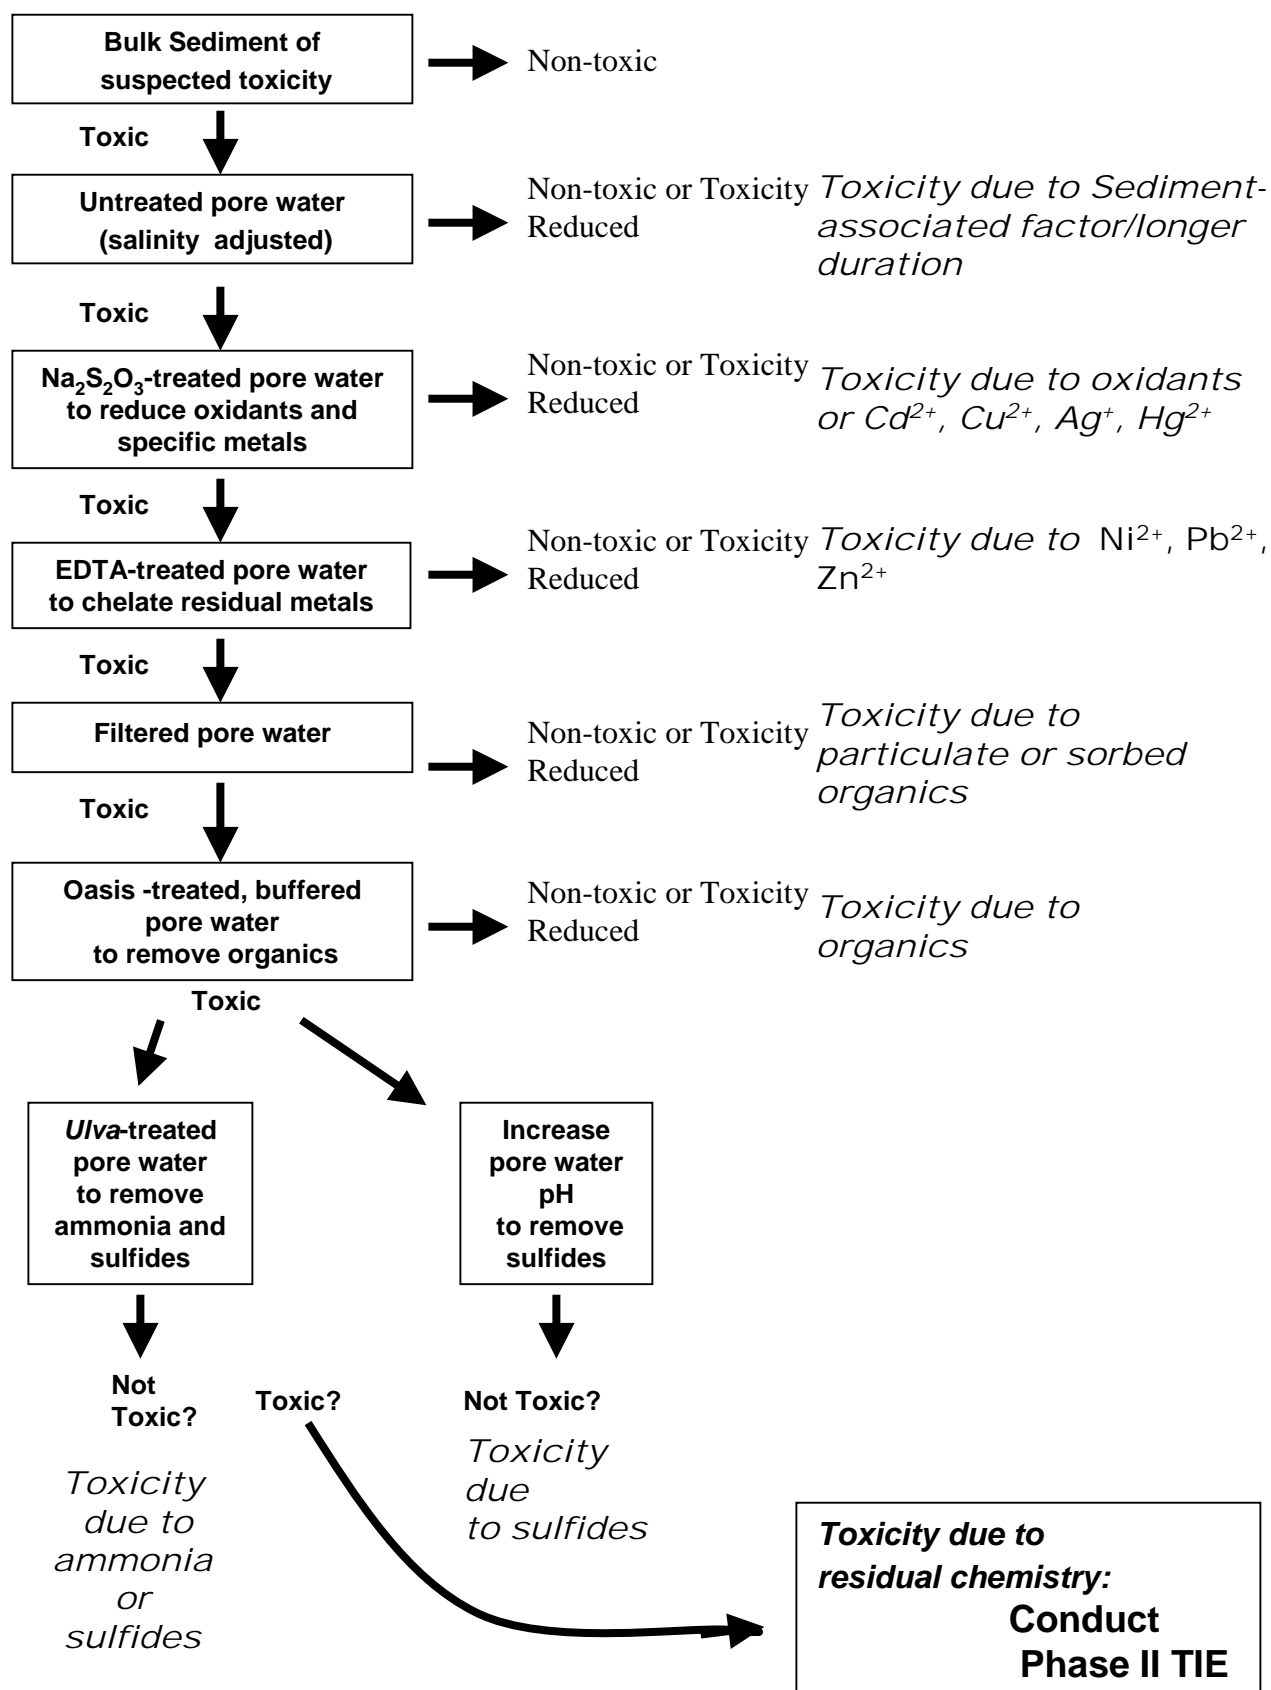 Bulk Sediment of
suspected toxicity
Non-toxic
Toxic
Untreated pore water
(salinity adjusted)
Non-toxic or Toxicity
Reduced
Toxicity due to Sediment-
associated factor/longer
duration
Toxic
Na₂S₂O₃-treated pore water
to reduce oxidants and
specific metals
Non-toxic or Toxicity
Reduced
Toxicity due to oxidants
or Cd²⁺, Cu²⁺, Ag⁺, Hg²⁺
Toxic
EDTA-treated pore water
to chelate residual metals
Non-toxic or Toxicity
Reduced
Toxicity due to Ni²⁺, Pb²⁺,
Zn²⁺
Toxic
Filtered pore water
Non-toxic or Toxicity
Reduced
Toxicity due to
particulate or sorbed
organics
Toxic
Oasis -treated, buffered
pore water
to remove organics
Non-toxic or Toxicity
Reduced
Toxicity due to
organics
Toxic
Ulva-treated
pore water
to remove
ammonia and
sulfides
Increase
pore water
pH
to remove
sulfides
Not
Toxic?
Toxic?
Not Toxic?
Toxicity
due to
ammonia
or
sulfides
Toxicity
due
to sulfides
Toxicity due to
residual chemistry:
Conduct
Phase II TIE